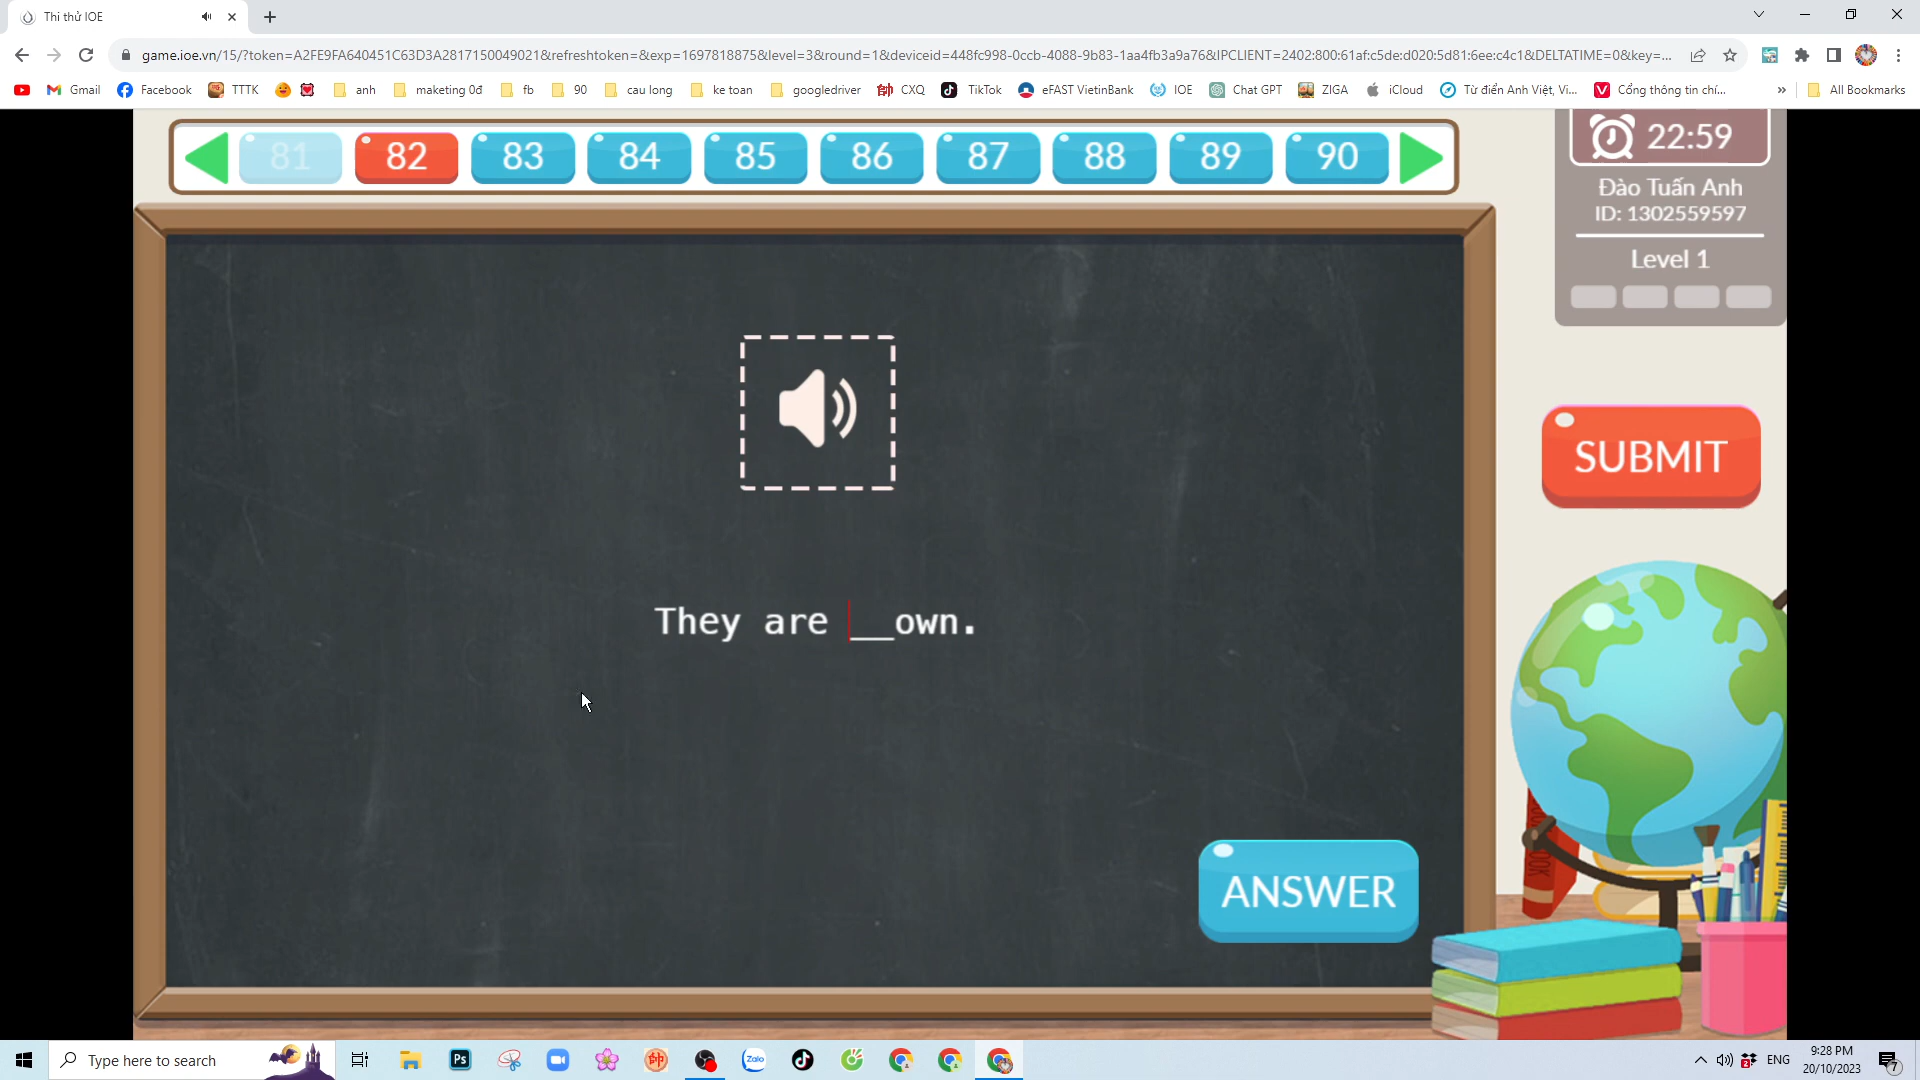 Thi thử IOE
game.ioe.vn/15/?token=A2FE9FA640451C63D3A2817150049021&refreshtoken=&exp=1697818875&level=3&round=1&deviceid=448fc998-0ccb-4088-9b83-1aa4fb3a9a76&IPCLIENT=2402:800:61af:c5de:d020:5d81:6ee:c4c1&DELTATIME=0&key=...
Gmail Facebook TTTK anh maketing 0đ fb 90 cau long ke toan googledriver CXQ TikTok eFAST VietinBank IOE Chat GPT ZIGA iCloud Từ điển Anh Việt, Vi... Cổng thông tin chí... » All Bookmarks
81 82 83 84 85 86 87 88 89 90
22:59
Đào Tuấn Anh
ID: 1302559597
Level 1
SUBMIT
They are __own.
ANSWER
Type here to search
Ps
Zalo
ENG
9:28 PM
20/10/2023
7